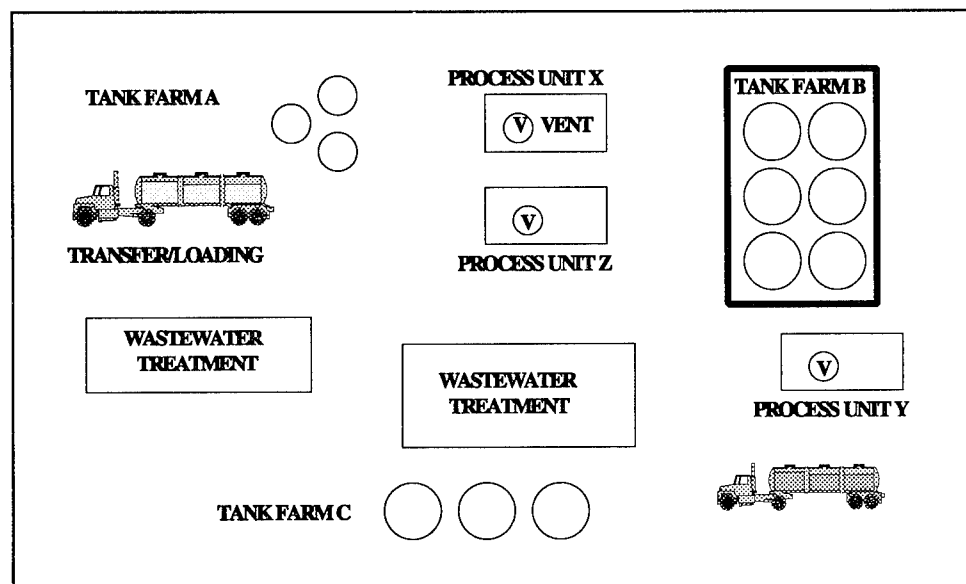 PROCESS UNIT X
TANK FARM B
TANK FARM A
V VENT
V
TRANSFER/LOADING
PROCESS UNIT Z
WASTEWATER
TREATMENT
WASTEWATER
TREATMENT
V
PROCESS UNIT Y
TANK FARM C